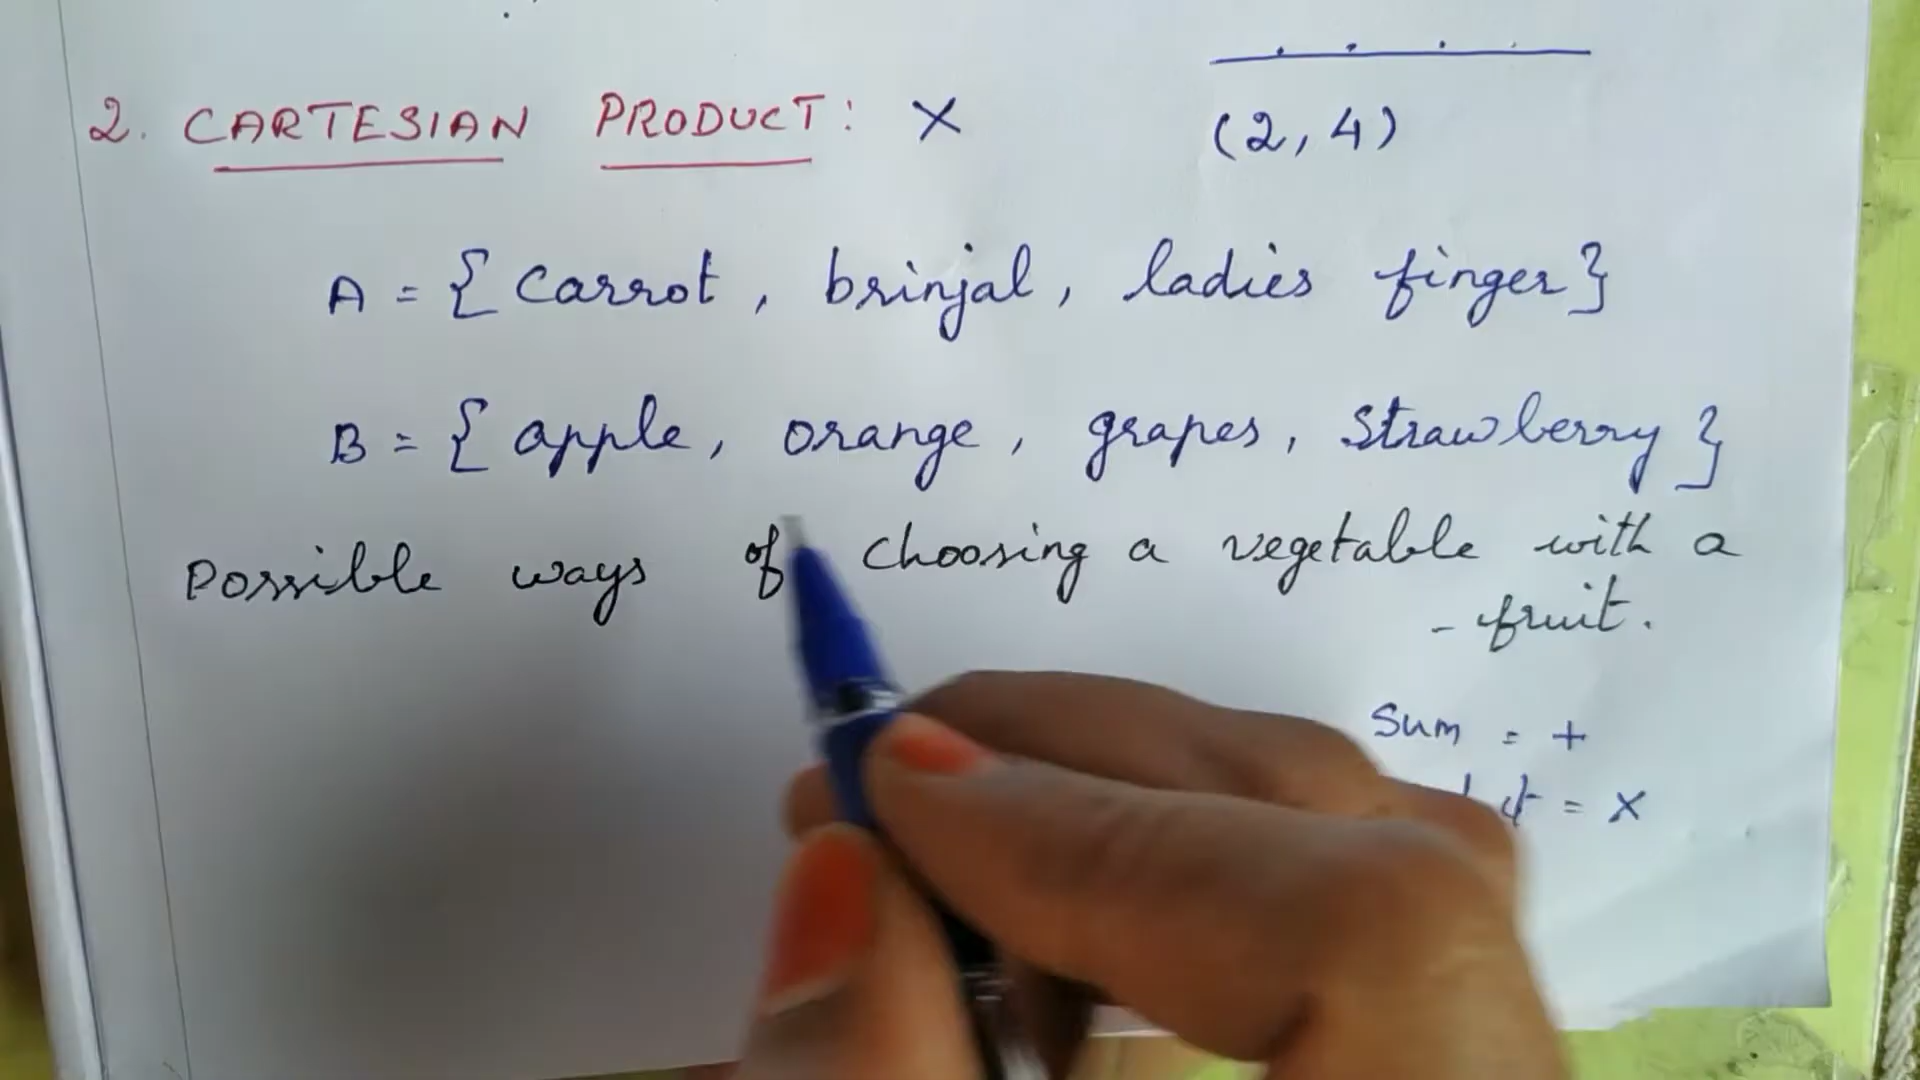 2. CARTESIAN PRODUCT: X
(2, 4)
A = { Carrot, brinjal, ladies finger}
B = { apple, orange, grapes, Strawberry }
Possible ways of choosing a vegetable with a
- fruit.
Sum = +
= x